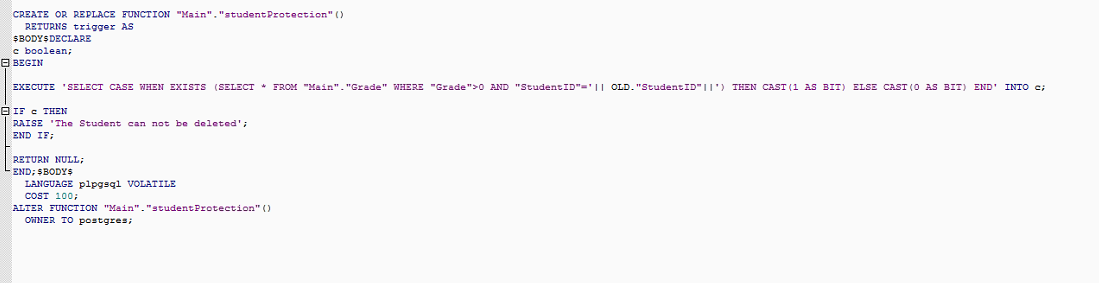 CREATE OR REPLACE FUNCTION "Main"."studentProtection"()
RETURNS trigger AS
$BODY$DECLARE
c boolean;
BEGIN
EXECUTE 'SELECT CASE WHEN EXISTS (SELECT * FROM "Main"."Grade" WHERE "Grade">0 AND "StudentID"='|| OLD."StudentID"||') THEN CAST(1 AS BIT) ELSE CAST(0 AS BIT) END' INTO c;
IF c THEN
RAISE 'The Student can not be deleted';
END IF;
RETURN NULL;
END;$BODY$
LANGUAGE plpgsql VOLATILE
COST 100;
ALTER FUNCTION "Main"."studentProtection"()
OWNER TO postgres;